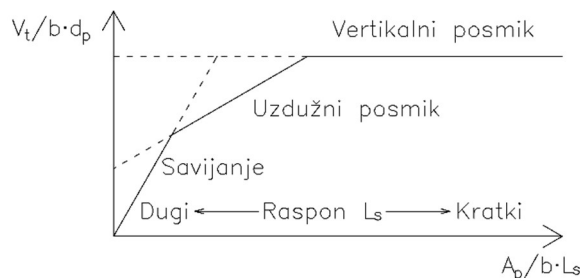 V_t/b·d_p
Vertikalni posmik
Uzdužni posmik
Savijanje
Dugi Raspon L_s Kratki
A_p/b·L_s